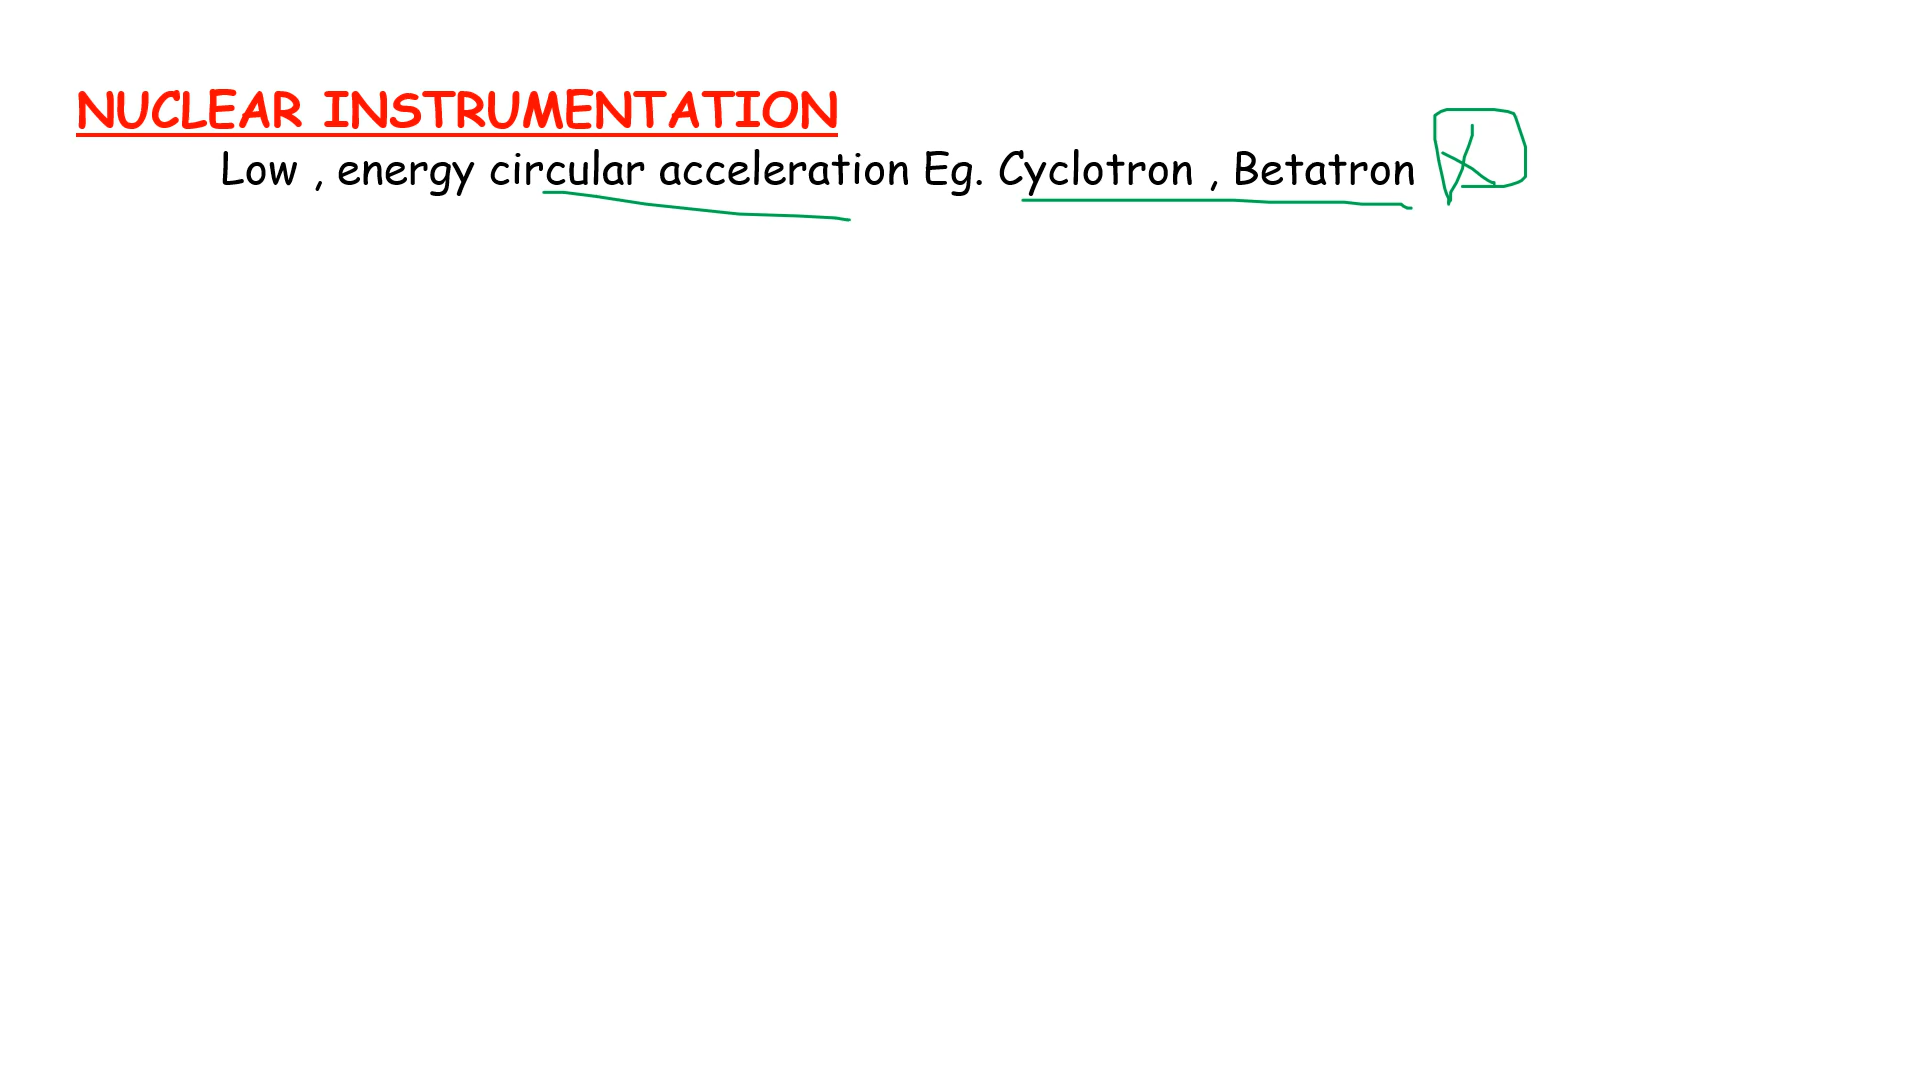 NUCLEAR INSTRUMENTATION
Low , energy circular acceleration Eg. Cyclotron , Betatron